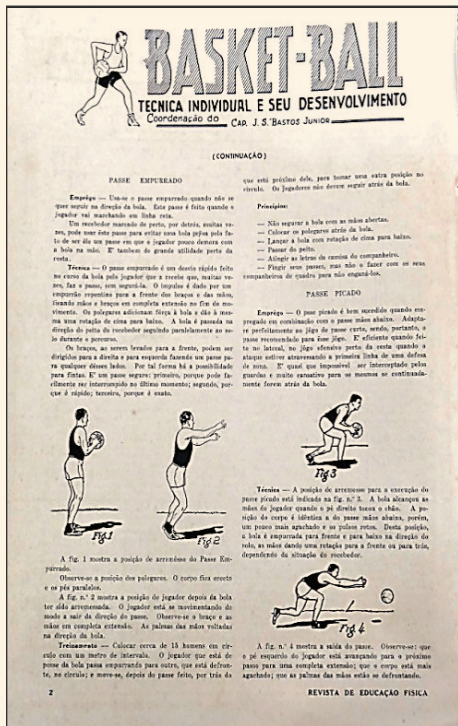 BASKET-BALL
TECNICA INDIVIDUAL E SEU DESENVOLVIMENTO
Coordenação do CAP. J. S. BASTOS JUNIOR
(CONTINUAÇÃO)
PASSE EMPURRADO
Emprêgo — Usa-se o passe empurrado quando não se
quer seguir na direção da bola. Este passe é feito quando o
jogador vai marchando em linha reta.
Um recebedor marcado de perto, por detrás, muitas ve-
zes, pode usar êste passe para evitar uma bola prêsa pelo fa-
to de ser êle um passe em que o jogador pouco demora com
a bola na mão. E' tambem de grande utilidade perto da
cesta.
Técnica — O passe empurrado é um desvio rápido feito
no curso da bola pelo jogador que a recebe que, muitas ve-
zes, faz o passe, sem segurá-la. O impulso é dado por um
empurrão repentino para a frente dos braços e das mãos,
ficando mãos e braços em completa extensão no fim do mo-
vimento. Os polegares adicionam fôrça à bola e dão à mes-
ma uma rotação de cima para baixo. A bola é passada na
direção do peito do recebedor seguindo paralelamente ao so-
lo durante o percurso.
Os braços, ao serem levados para a frente, podem ser
dirigidos para a direita e para esquerda fazendo um passe pa-
ra qualquer dêsses lados. Por tal forma há a possibilidade
para fintas. E' um passe seguro: primeiro, porque pode fa-
cilmente ser interrompido no último momento; segundo, por-
que é rápido; terceiro, porque é exato.
Fig.1
Fig.2
A fig. 1 mostra a posição de arremêsso do Passe Em-
purrado.
Observe-se a posição dos polegares. O corpo fica ereto
e os pés paralelos.
A fig. n.º 2 mostra a posição de jogador depois da bola
ter sido arremessada. O jogador está se movimentando de
modo a sair da posição do passe. Observe-se o braço e as
mãos em completa extensão. As palmas das mãos voltadas
na direção da bola.
Treinamento — Colocar cerca de 15 homens em cír-
culo com um metro de intervalo. O jogador que está de
posse da bola passa empurrando para outro, que está defron-
te, no círculo; e move-se, depois do passe feito, por trás do
que está próximo dele, para tomar uma outra posição no
círculo. Os jogadores não devem seguir atrás da bola.
Principios:
— Não segurar a bola com as mãos abertas.
— Colocar os polegares atrás da bola.
— Lançar a bola com rotação de cima para baixo.
— Passar do peito.
— Atingir as letras da camisa do companheiro.
— Fingir seus passes, mas não o fazer com os seus
companheiros de quadra para não enganá-los.
PASSE PICADO
Emprêgo — O passe picado é bem sucedido quando em-
pregado em combinação com o passe mãos abaixo. Adapta-
se perfeitamente ao jôgo de passe curto, sendo, portanto, o
passe recomendado para êsse jôgo. E' eficiente quando fei-
to no lateral, no jôgo ofensivo perto da cesta quando o
ataque estiver atravessando a primeira linha de uma defesa
de zona. E' quasi que impossivel ser interceptado pelos
guardas e muito cansativo para os mesmos se continuada-
mente forem atrás da bola.
Fig 3
Técnica — A posição de arremesso para a execução do
passe picado está indicada na fig. n.º 3. A bola alcançou as
mãos do jogador quando o pé direito tocou o chão. A po-
sição do corpo é idêntica a do passe mãos abaixo, porém,
um pouco mais agachado e os pulsos retos. Desta posição,
a bola é empurrada para frente e para baixo na direção do
solo, as mãos dando uma rotação para a frente ou para trás,
dependendo da situação do recebedor.
Fig 4
A fig. n.º 4 mostra a saída do passe. Observe-se: que
o pé esquerdo do jogador está avançando para o próximo
passo para uma completa extensão; que o corpo está mais
agachado; que as palmas das mãos estão se defrontando.
2
REVISTA DE EDUCAÇÃO FISICA